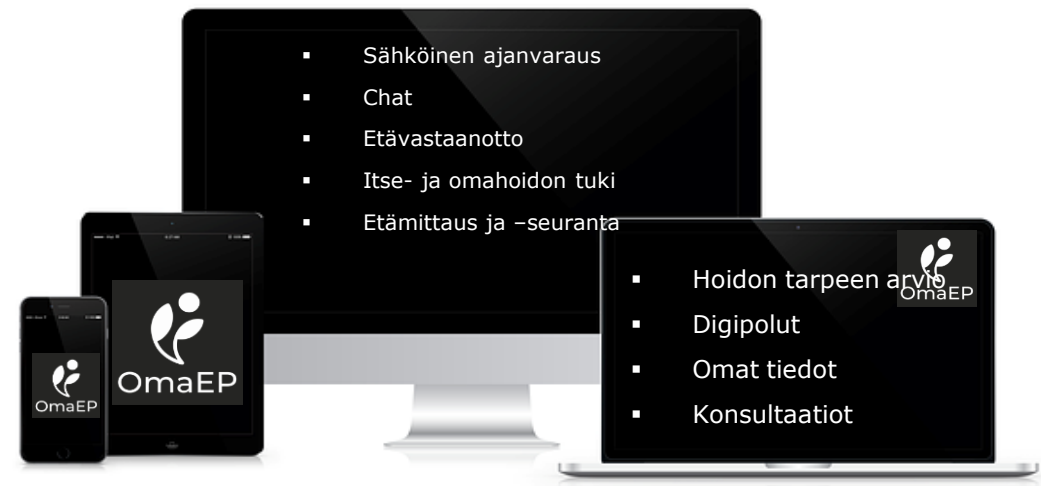 ▪ Sähköinen ajanvaraus
▪ Chat
▪ Etävastaanotto
▪ Itse- ja omahoidon tuki
▪ Etämittaus ja –seuranta
▪ Hoidon tarpeen arvio
OmaEP
▪ Digipolut
▪ Omat tiedot
▪ Konsultaatiot
OmaEP
OmaEP